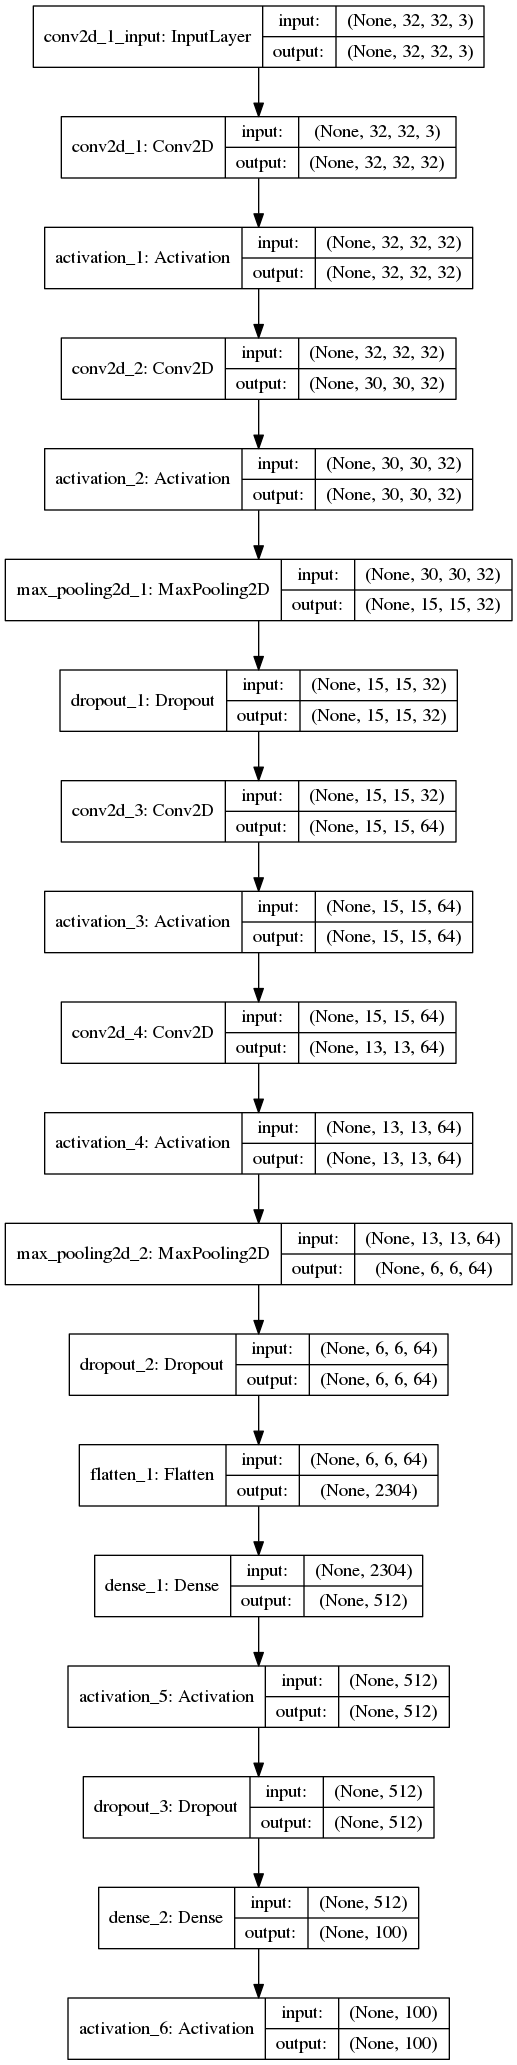 conv2d_1_input: InputLayer
input: (None, 32, 32, 3)
output: (None, 32, 32, 3)
conv2d_1: Conv2D
input: (None, 32, 32, 3)
output: (None, 32, 32, 32)
activation_1: Activation
input: (None, 32, 32, 32)
output: (None, 32, 32, 32)
conv2d_2: Conv2D
input: (None, 32, 32, 32)
output: (None, 30, 30, 32)
activation_2: Activation
input: (None, 30, 30, 32)
output: (None, 30, 30, 32)
max_pooling2d_1: MaxPooling2D
input: (None, 30, 30, 32)
output: (None, 15, 15, 32)
dropout_1: Dropout
input: (None, 15, 15, 32)
output: (None, 15, 15, 32)
conv2d_3: Conv2D
input: (None, 15, 15, 32)
output: (None, 15, 15, 64)
activation_3: Activation
input: (None, 15, 15, 64)
output: (None, 15, 15, 64)
conv2d_4: Conv2D
input: (None, 15, 15, 64)
output: (None, 13, 13, 64)
activation_4: Activation
input: (None, 13, 13, 64)
output: (None, 13, 13, 64)
max_pooling2d_2: MaxPooling2D
input: (None, 13, 13, 64)
output: (None, 6, 6, 64)
dropout_2: Dropout
input: (None, 6, 6, 64)
output: (None, 6, 6, 64)
flatten_1: Flatten
input: (None, 6, 6, 64)
output: (None, 2304)
dense_1: Dense
input: (None, 2304)
output: (None, 512)
activation_5: Activation
input: (None, 512)
output: (None, 512)
dropout_3: Dropout
input: (None, 512)
output: (None, 512)
dense_2: Dense
input: (None, 512)
output: (None, 100)
activation_6: Activation
input: (None, 100)
output: (None, 100)